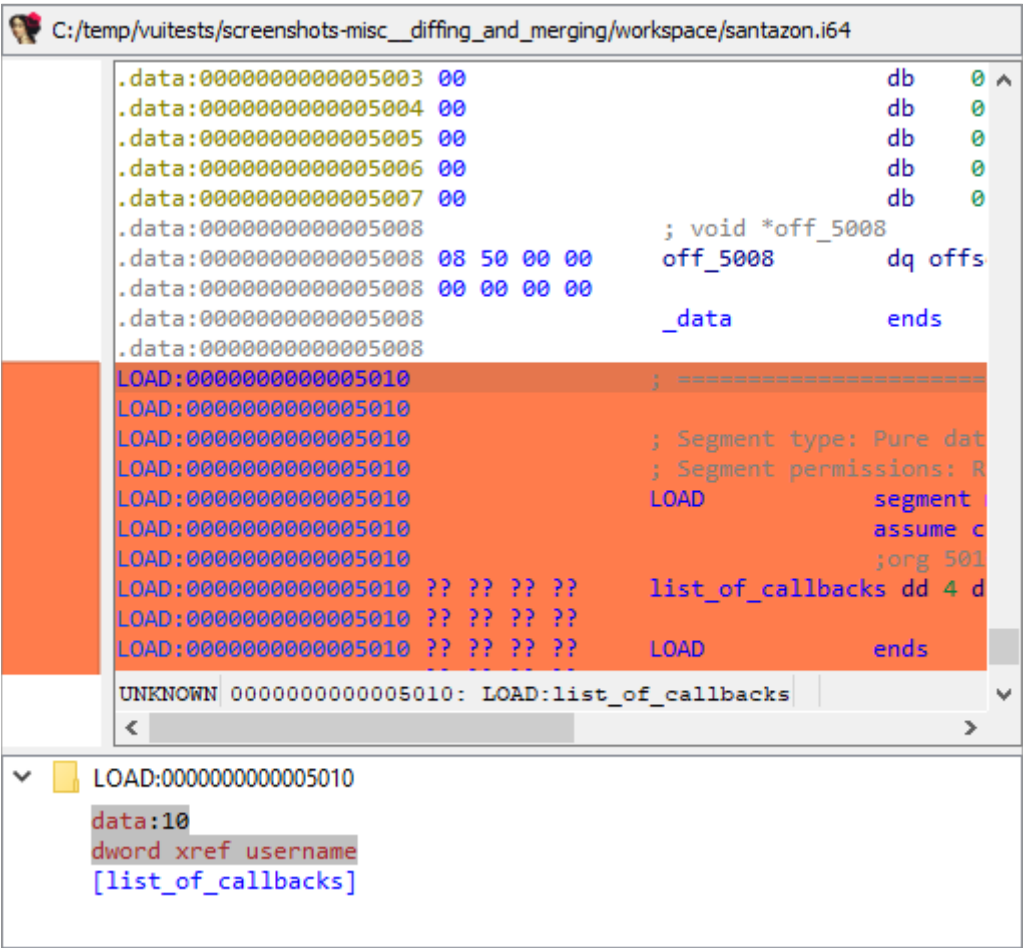 C:/temp/vuitests/screenshots-misc__diffing_and_merging/workspace/santazon.i64
.data:0000000000005003 00 db 0
.data:0000000000005004 00 db 0
.data:0000000000005005 00 db 0
.data:0000000000005006 00 db 0
.data:0000000000005007 00 db 0
.data:0000000000005008 ; void *off_5008
.data:0000000000005008 08 50 00 00 off_5008 dq offs
.data:0000000000005008 00 00 00 00
.data:0000000000005008 _data ends
.data:0000000000005008
LOAD:0000000000005010 ; ======================
LOAD:0000000000005010
LOAD:0000000000005010 ; Segment type: Pure dat
LOAD:0000000000005010 ; Segment permissions: R
LOAD:0000000000005010 LOAD segment
LOAD:0000000000005010 assume c
LOAD:0000000000005010 ;org 501
LOAD:0000000000005010 ?? ?? ?? ?? list_of_callbacks dd 4 d
LOAD:0000000000005010 ?? ?? ?? ??
LOAD:0000000000005010 ?? ?? ?? ?? LOAD ends
UNKNOWN 0000000000005010: LOAD:list_of_callbacks
LOAD:0000000000005010
data:10
dword xref username
[list_of_callbacks]